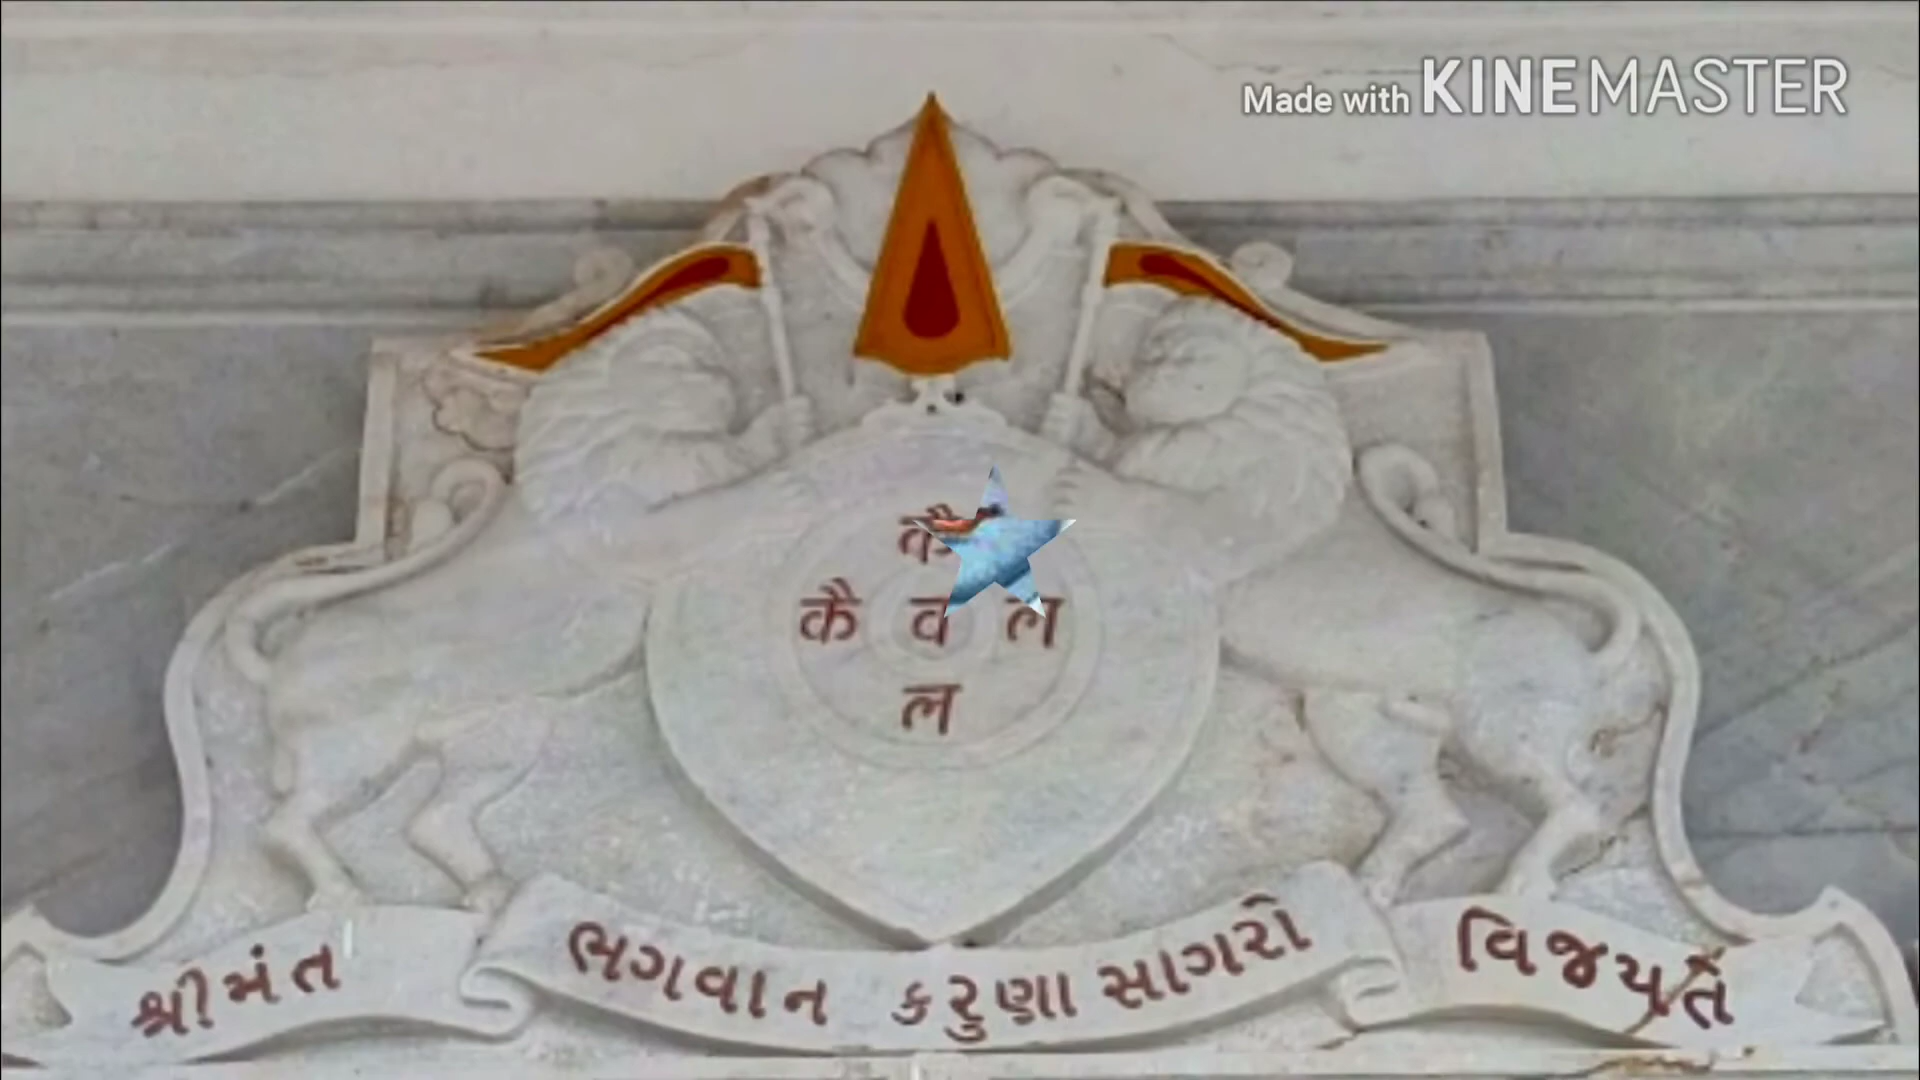 Made with KINEMASTER
कै
कै व ल
ल
શ્રીમંત ભગવાન કરુણા સાગરો વિજયતે